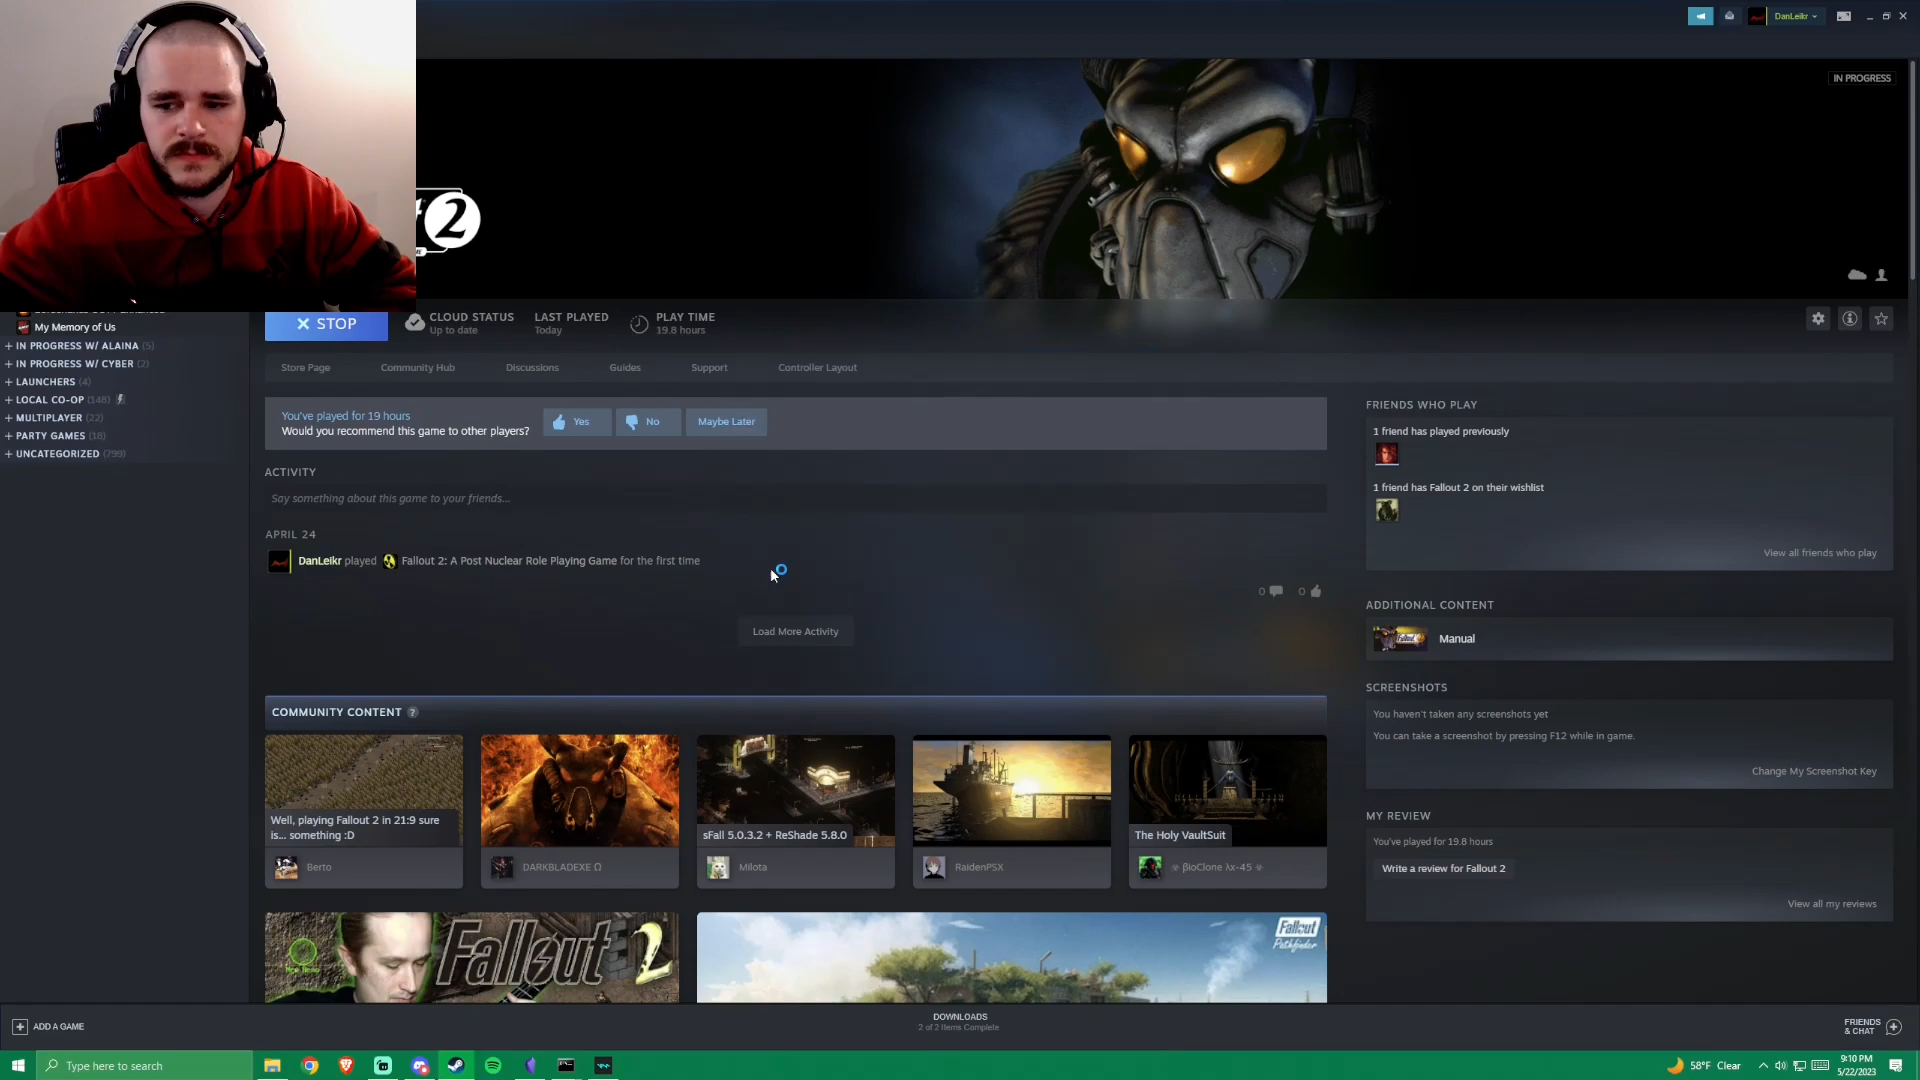 DanLeikr
IN PROGRESS
2
My Memory of Us
+ IN PROGRESS W/ ALAINA (5)
+ IN PROGRESS W/ CYBER (2)
+ LAUNCHERS (4)
+ LOCAL CO-OP (148)
+ MULTIPLAYER (22)
+ PARTY GAMES (18)
+ UNCATEGORIZED (799)
STOP
CLOUD STATUS
Up to date
LAST PLAYED
Today
PLAY TIME
19.8 hours
Store Page
Community Hub
Discussions
Guides
Support
Controller Layout
You've played for 19 hours
Would you recommend this game to other players?
Yes
No
Maybe Later
ACTIVITY
Say something about this game to your friends...
APRIL 24
DanLeikr played Fallout 2: A Post Nuclear Role Playing Game for the first time
0
0
Load More Activity
FRIENDS WHO PLAY
1 friend has played previously
1 friend has Fallout 2 on their wishlist
View all friends who play
ADDITIONAL CONTENT
Manual
SCREENSHOTS
You haven't taken any screenshots yet
You can take a screenshot by pressing F12 while in game.
Change My Screenshot Key
MY REVIEW
You've played for 19.8 hours
Write a review for Fallout 2
View all my reviews
COMMUNITY CONTENT ?
Well, playing Fallout 2 in 21:9 sure
is... something :D
Berto
DARKBLADEXE Ω
sFall 5.0.3.2 + ReShade 5.8.0
Milota
RaidenPSX
The Holy VaultSuit
βioClone λx-45
Fallout 2
Fallout
Pathfinder
ADD A GAME
DOWNLOADS
2 of 2 Items Complete
FRIENDS
& CHAT
Type here to search
58°F Clear
9:10 PM
5/22/2023